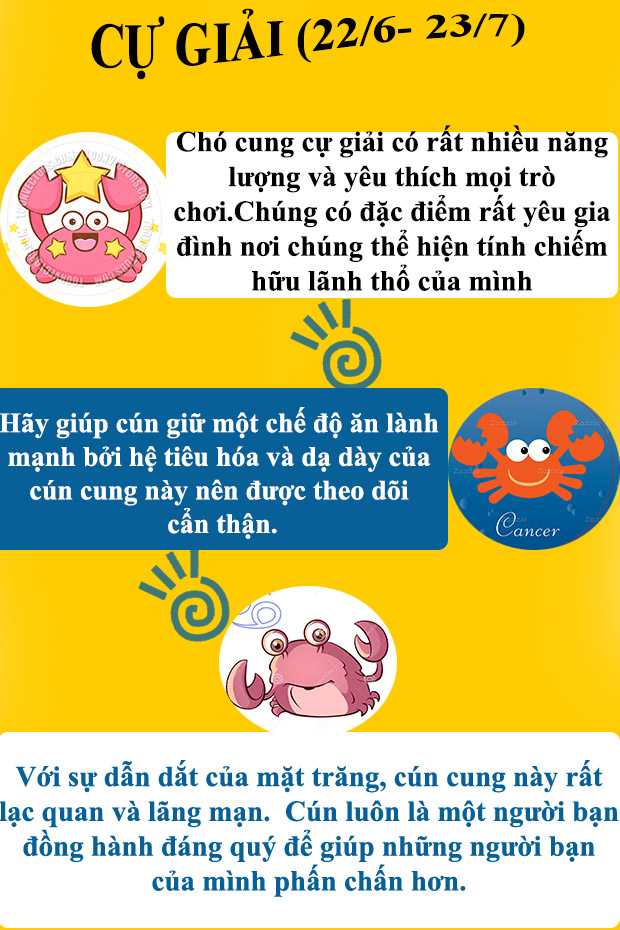 CỰ GIẢI (22/6- 23/7)
Chó cung cự giải có rất nhiều năng
lượng và yêu thích mọi trò
chơi.Chúng có đặc điểm rất yêu gia
đình nơi chúng thể hiện tính chiếm
hữu lãnh thổ của mình
Hãy giúp cún giữ một chế độ ăn lành
mạnh bởi hệ tiêu hóa và dạ dày của
cún cung này nên được theo dõi
cẩn thận.
Cancer
Với sự dẫn dắt của mặt trăng, cún cung này rất
lạc quan và lãng mạn.  Cún luôn là một người bạn
đồng hành đáng quý để giúp những người bạn
của mình phấn chấn hơn.